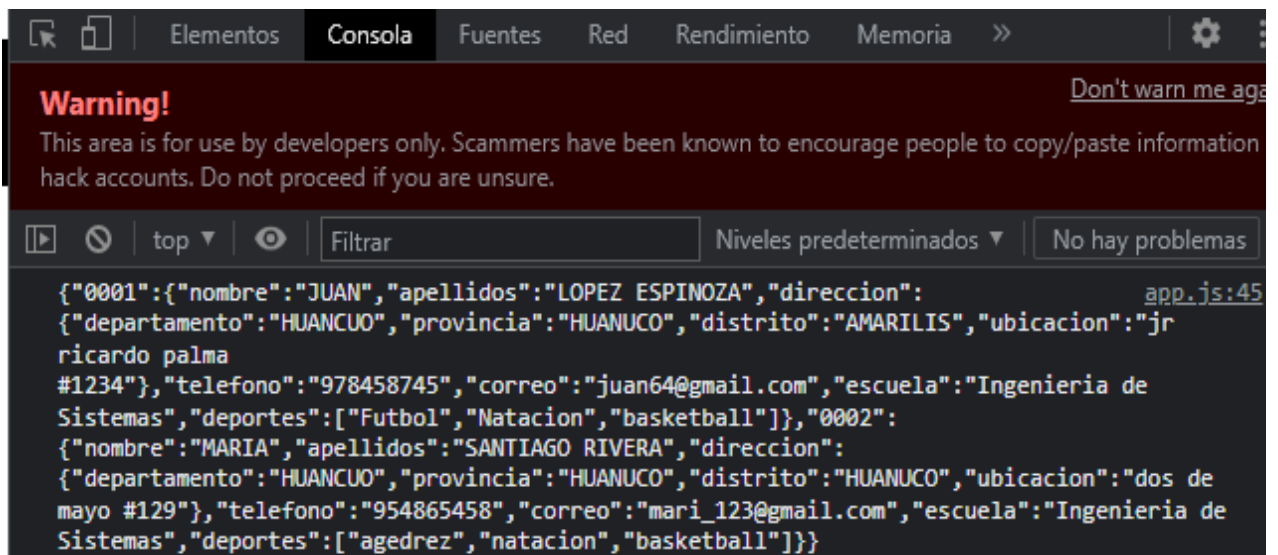 Elementos Consola Fuentes Red Rendimiento Memoria »
Warning! Don't warn me aga
This area is for use by developers only. Scammers have been known to encourage people to copy/paste information
hack accounts. Do not proceed if you are unsure.
top ▼ Filtrar Niveles predeterminados ▼ No hay problemas
{"0001":{"nombre":"JUAN","apellidos":"LOPEZ ESPINOZA","direccion": app.js:45
{"departamento":"HUANCUO","provincia":"HUANUCO","distrito":"AMARILIS","ubicacion":"jr
ricardo palma
#1234"},"telefono":"978458745","correo":"juan64@gmail.com","escuela":"Ingenieria de
Sistemas","deportes":["Futbol","Natacion","basketball"]},"0002":
{"nombre":"MARIA","apellidos":"SANTIAGO RIVERA","direccion":
{"departamento":"HUANCUO","provincia":"HUANUCO","distrito":"HUANUCO","ubicacion":"dos de
mayo #129"},"telefono":"954865458","correo":"mari_123@gmail.com","escuela":"Ingenieria de
Sistemas","deportes":["agedrez","natacion","basketball"]}}